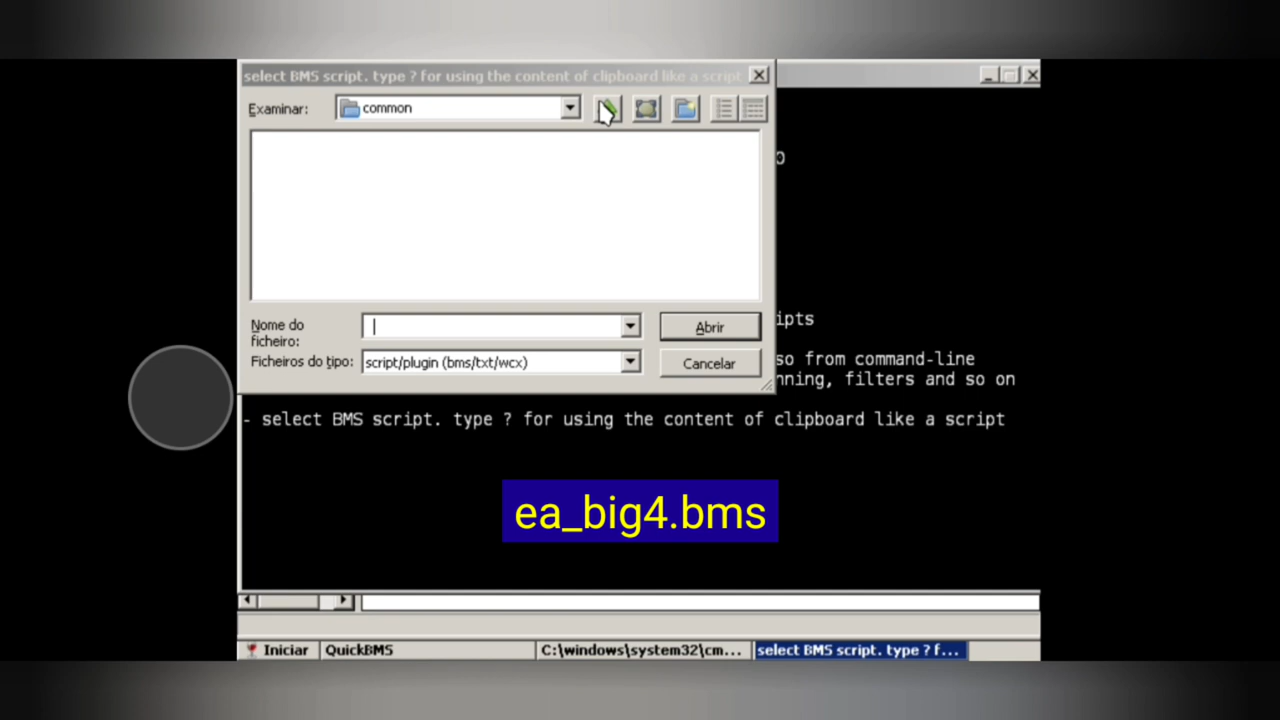 select BMS script. type ? for using the content of clipboard like a script
Examinar:
common
Nome do
ficheiro:
Abrir
Ficheiros do tipo:
script/plugin (bms/txt/wcx)
Cancelar
ipts
so from command-line
nning, filters and so on
- select BMS script. type ? for using the content of clipboard like a script
ea_big4.bms
Iniciar
QuickBMS
C:\windows\system32\cm...
select BMS script. type ? f...